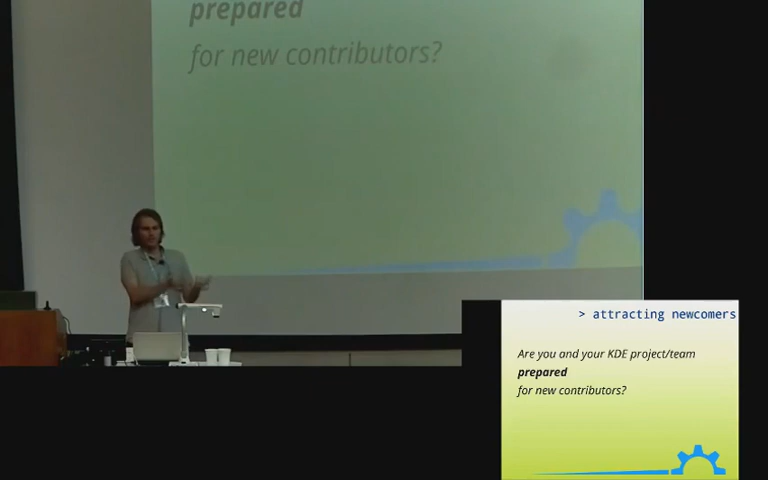 prepared
for new contributors?
> attracting newcomers
Are you and your KDE project/team
prepared
for new contributors?